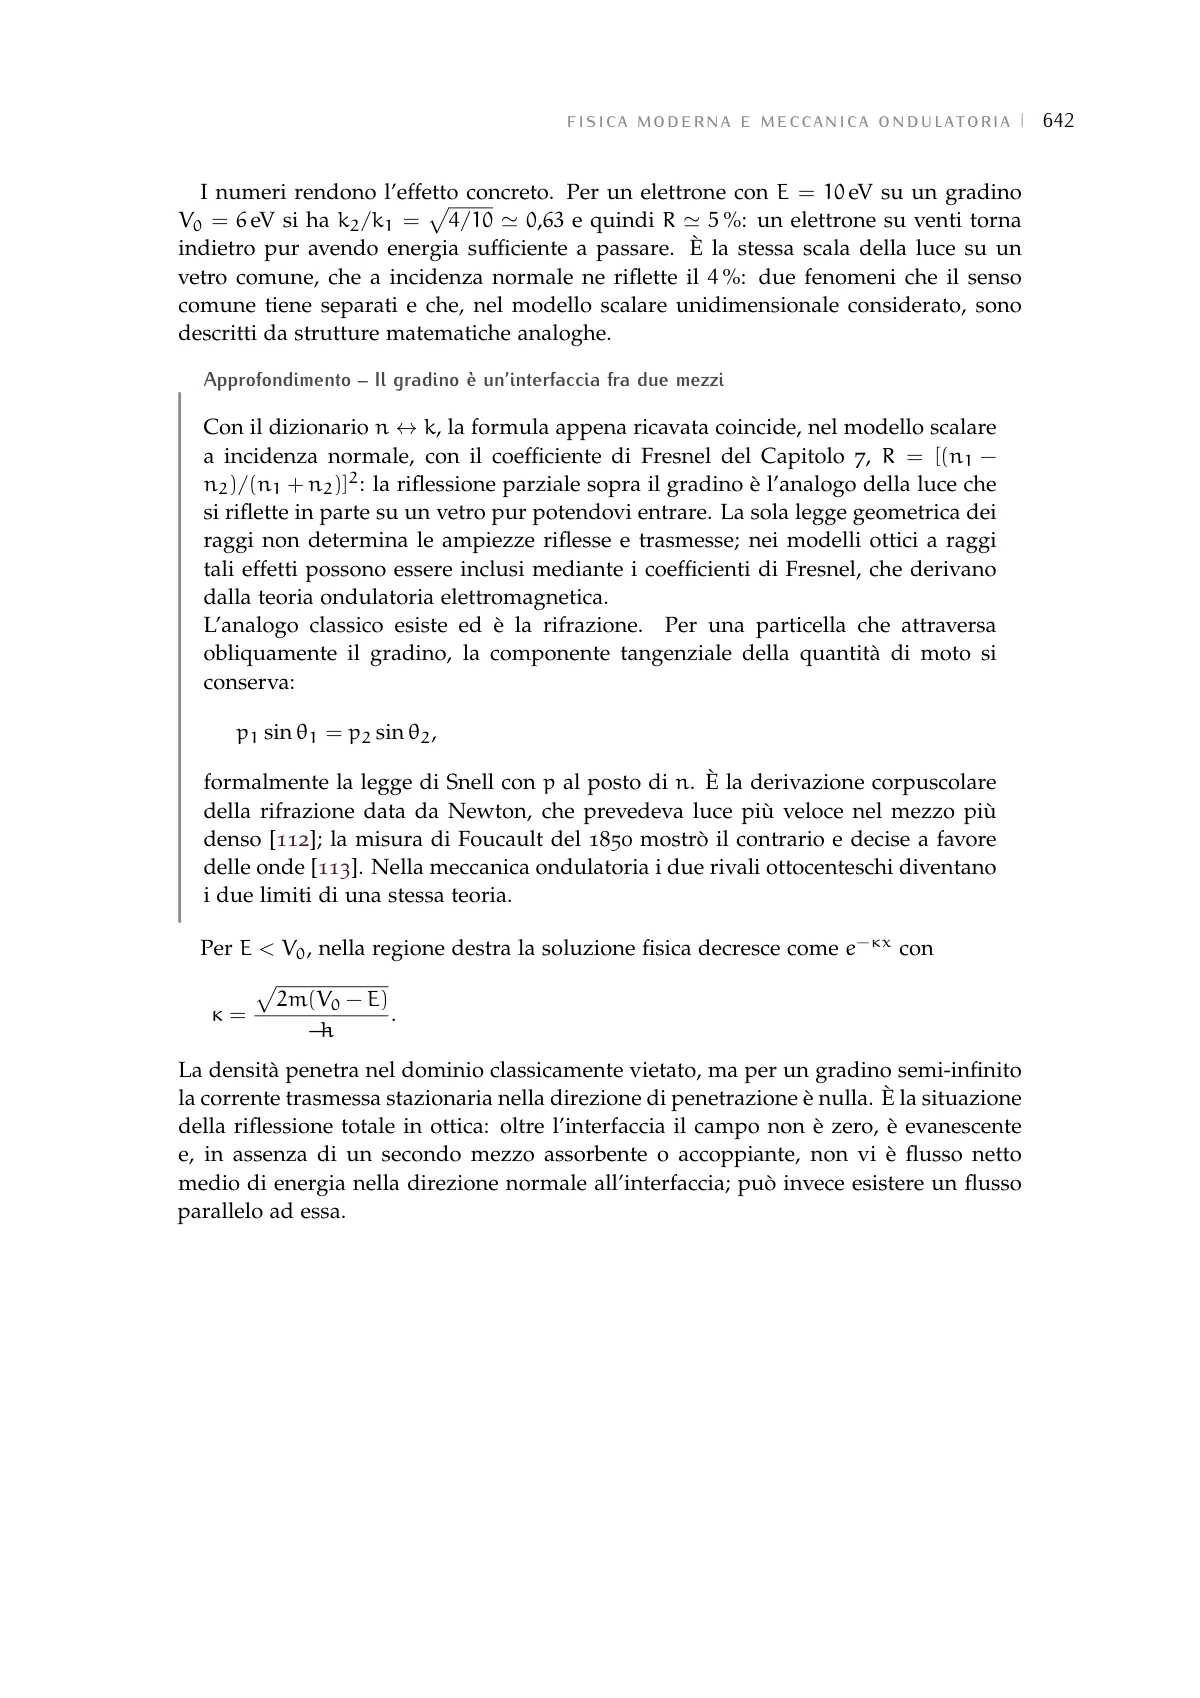 FISICA MODERNA E MECCANICA ONDULATORIA | 642
I numeri rendono l'effetto concreto. Per un elettrone con E = 10 eV su un gradino
V₀ = 6 eV si ha k₂/k₁ = √4/10 ≃ 0,63 e quindi R ≃ 5 %: un elettrone su venti torna
indietro pur avendo energia sufficiente a passare. È la stessa scala della luce su un
vetro comune, che a incidenza normale ne riflette il 4 %: due fenomeni che il senso
comune tiene separati e che, nel modello scalare unidimensionale considerato, sono
descritti da strutture matematiche analoghe.
Approfondimento – Il gradino è un'interfaccia fra due mezzi
Con il dizionario n ↔ k, la formula appena ricavata coincide, nel modello scalare
a incidenza normale, con il coefficiente di Fresnel del Capitolo 7, R = [(n₁ −
n₂)/(n₁ + n₂)]²: la riflessione parziale sopra il gradino è l'analogo della luce che
si riflette in parte su un vetro pur potendovi entrare. La sola legge geometrica dei
raggi non determina le ampiezze riflesse e trasmesse; nei modelli ottici a raggi
tali effetti possono essere inclusi mediante i coefficienti di Fresnel, che derivano
dalla teoria ondulatoria elettromagnetica.
L'analogo classico esiste ed è la rifrazione. Per una particella che attraversa
obliquamente il gradino, la componente tangenziale della quantità di moto si
conserva:
p₁ sin θ₁ = p₂ sin θ₂,
formalmente la legge di Snell con p al posto di n. È la derivazione corpuscolare
della rifrazione data da Newton, che prevedeva luce più veloce nel mezzo più
denso [112]; la misura di Foucault del 1850 mostrò il contrario e decise a favore
delle onde [113]. Nella meccanica ondulatoria i due rivali ottocenteschi diventano
i due limiti di una stessa teoria.
Per E < V₀, nella regione destra la soluzione fisica decresce come e^{−κx} con
κ = √2m(V₀ − E) / ħ.
La densità penetra nel dominio classicamente vietato, ma per un gradino semi-infinito
la corrente trasmessa stazionaria nella direzione di penetrazione è nulla. È la situazione
della riflessione totale in ottica: oltre l'interfaccia il campo non è zero, è evanescente
e, in assenza di un secondo mezzo assorbente o accoppiante, non vi è flusso netto
medio di energia nella direzione normale all'interfaccia; può invece esistere un flusso
parallelo ad essa.